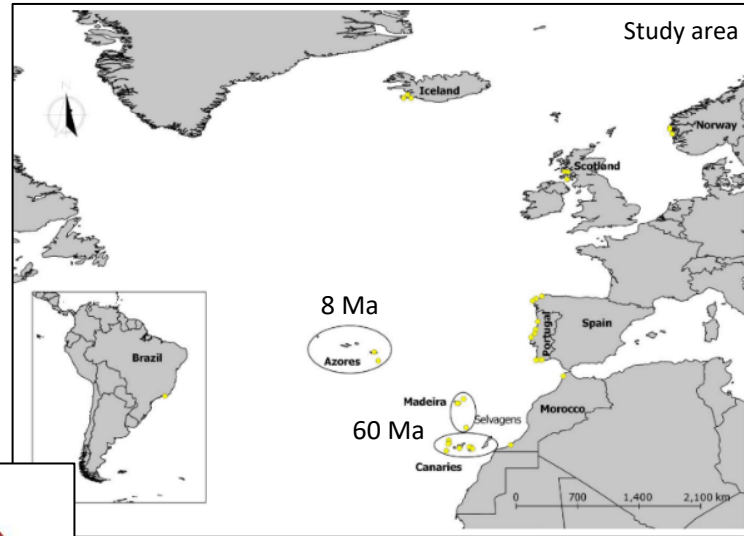 Study area
N
Iceland
Norway
Scotland
8 Ma
Azores
Portugal
Spain
Brazil
Madeira
Selvagens
Morocco
60 Ma
Canaries
0 700 1,400 2,100 km